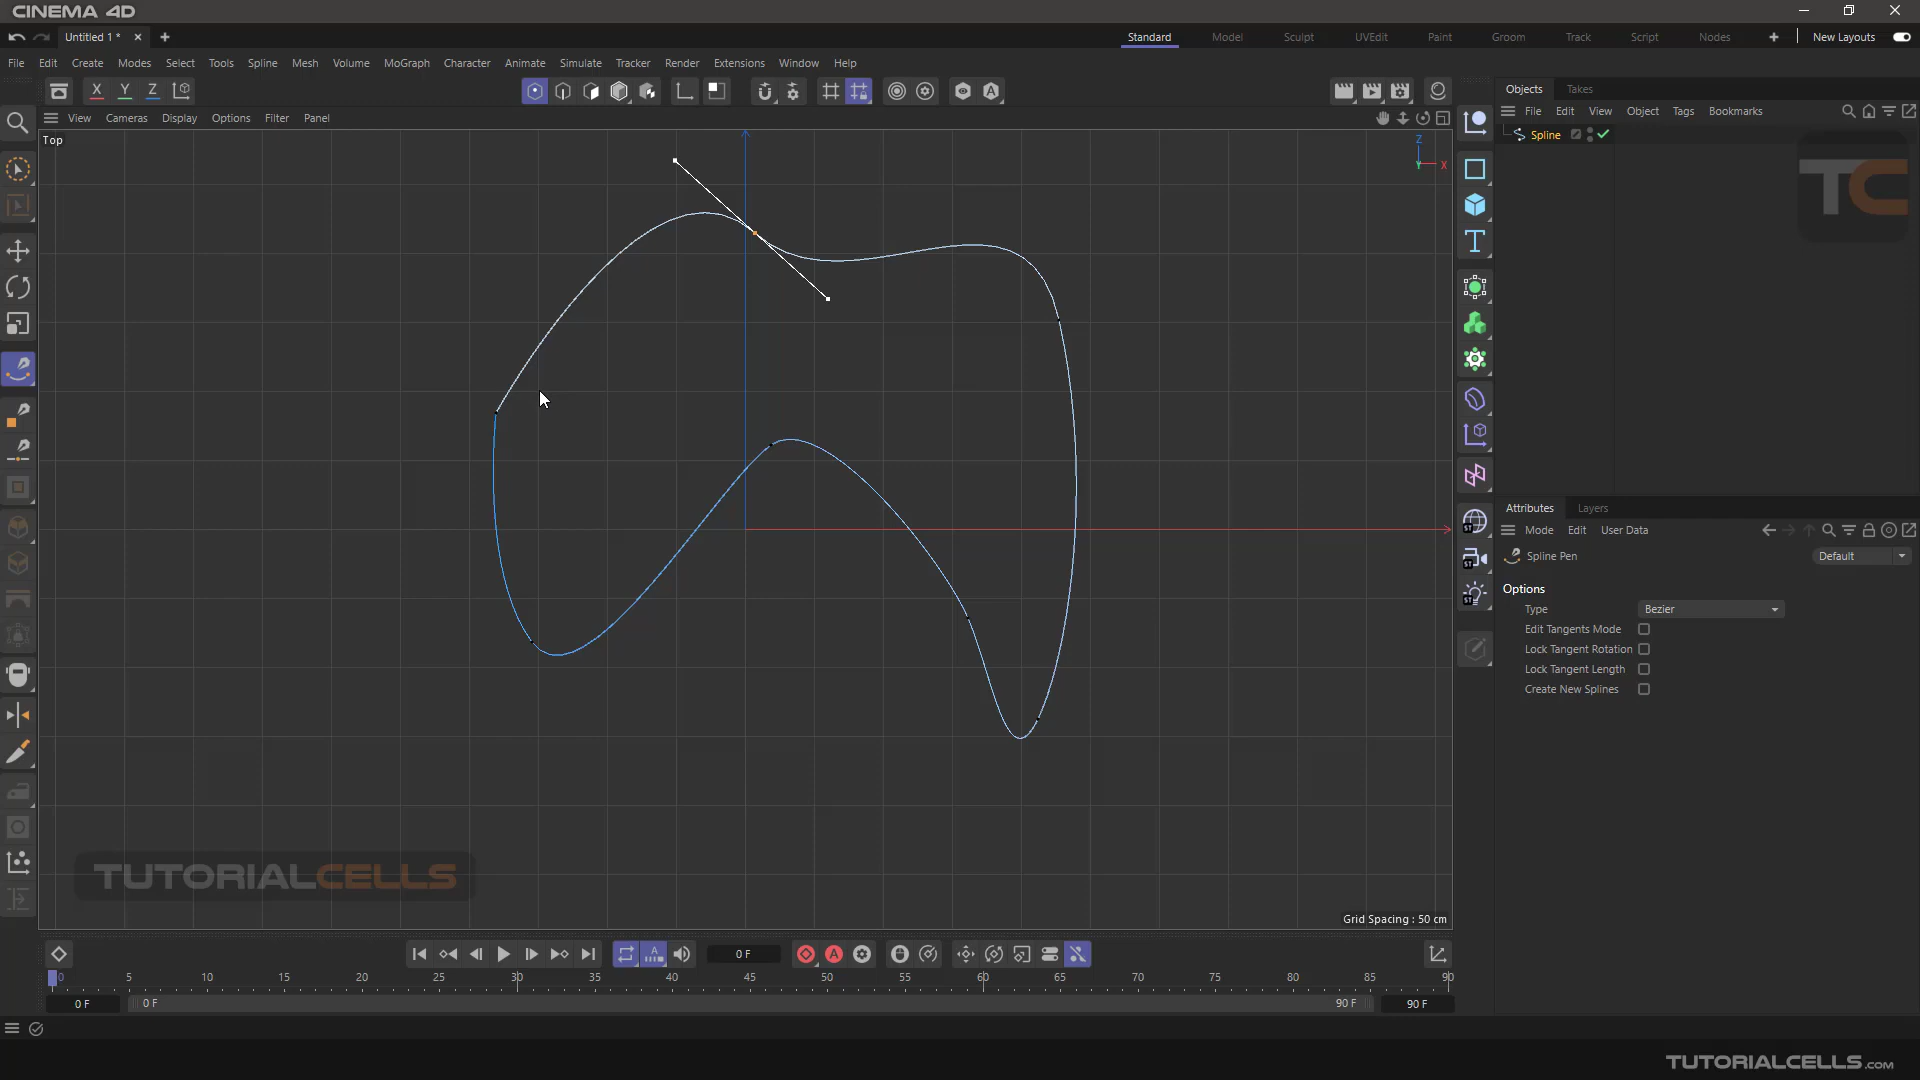 CINEMA 4D
Untitled 1 *
Standard Model Sculpt UVEdit Paint Groom Track Script Nodes New Layouts
File Edit Create Modes Select Tools Spline Mesh Volume MoGraph Character Animate Simulate Tracker Render Extensions Window Help
X Y Z
Objects Takes
File Edit View Object Tags Bookmarks
View Cameras Display Options Filter Panel
Spline
Top
Z
Y X
TC
A
T
ST
ST
ST
Attributes Layers
Mode Edit User Data
Spline Pen Default
Options
Type Bezier
Edit Tangents Mode
Lock Tangent Rotation
Lock Tangent Length
Create New Splines
TUTORIALCELLS
Grid Spacing : 50 cm
A 0 F A
0 5 10 15 20 25 30 35 40 45 50 55 60 65 70 75 80 85 90
0 F 0 F 90 F 90 F
TUTORIALCELLS.COM